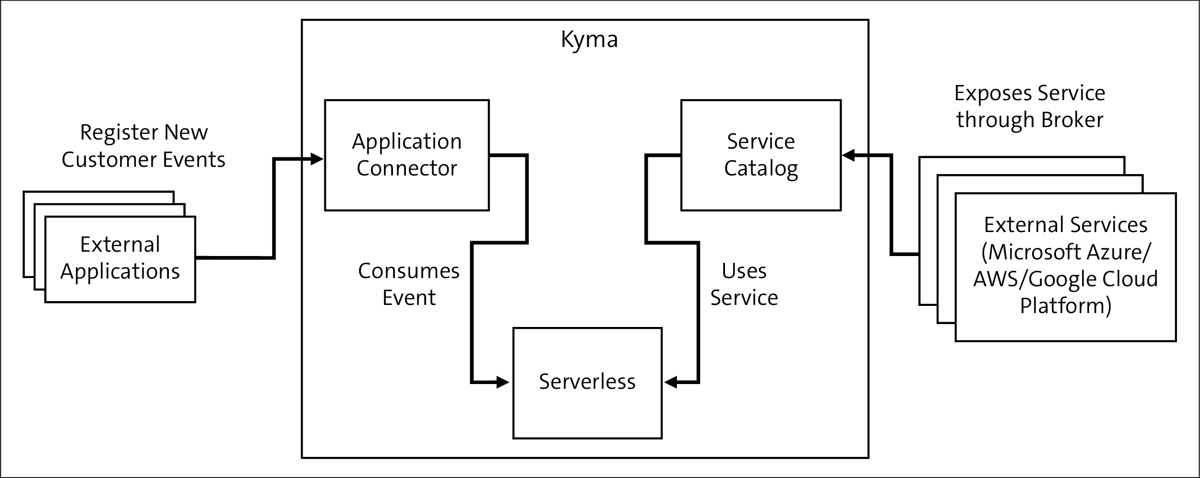 Kyma
Register New
Customer Events
External
Applications
Application
Connector
Consumes
Event
Serverless
Service
Catalog
Uses
Service
Exposes Service
through Broker
External Services
(Microsoft Azure/
AWS/Google Cloud
Platform)